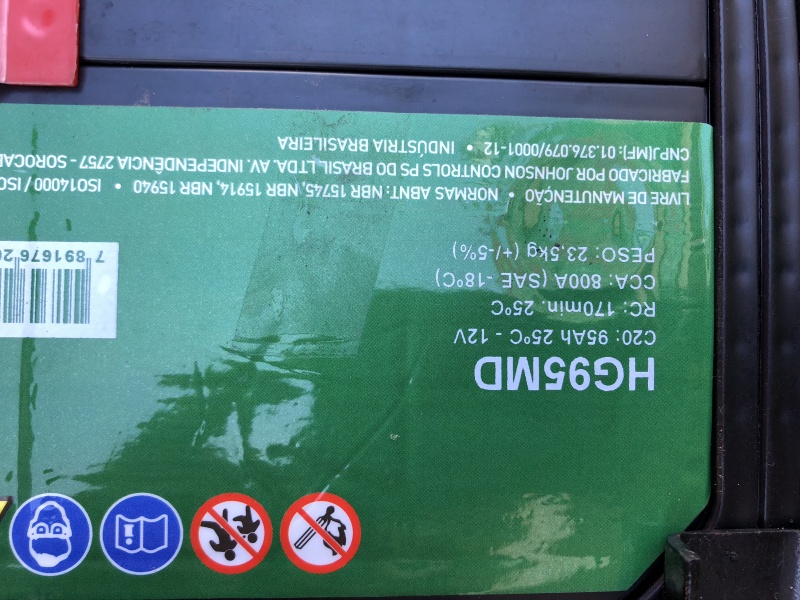 HG95MD
C20: 95Ah 25°C - 12V
RC: 170min. 25°C
CCA: 800A (SAE -18°C)
PESO: 23,5kg (+/-5%)
LIVRE DE MANUTENÇÃO • NORMAS ABNT: NBR 15745, NBR 15914, NBR 15940 • ISO14000 /
FABRICADO POR JOHNSON CONTROLS PS DO BRASIL LTDA. AV. INDEPENDÊNCIA 2757 -
CNPJ(MF): 01.376.079/0001-12 • INDÚSTRIA BRASILEIRA
7 891676